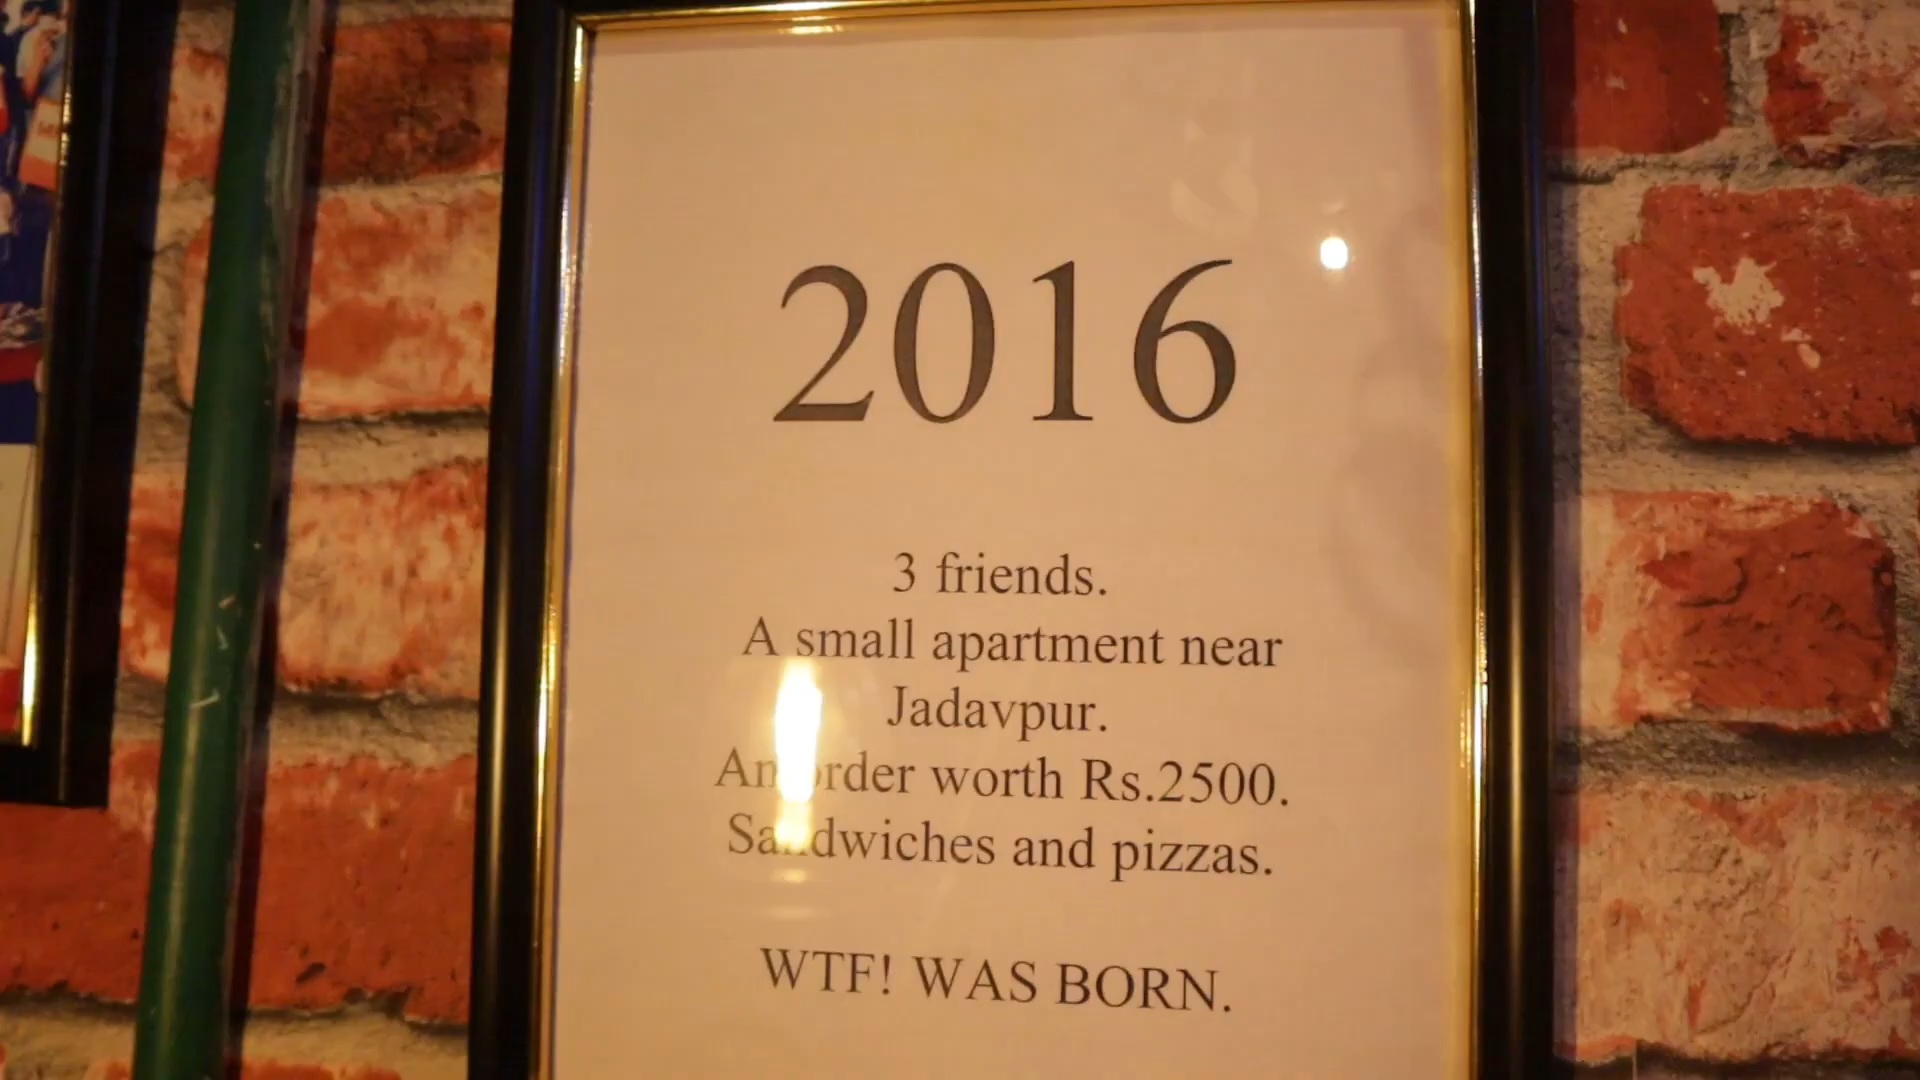 2016
3 friends.
A small apartment near
Jadavpur.
An order worth Rs.2500.
Sandwiches and pizzas.
WTF! WAS BORN.